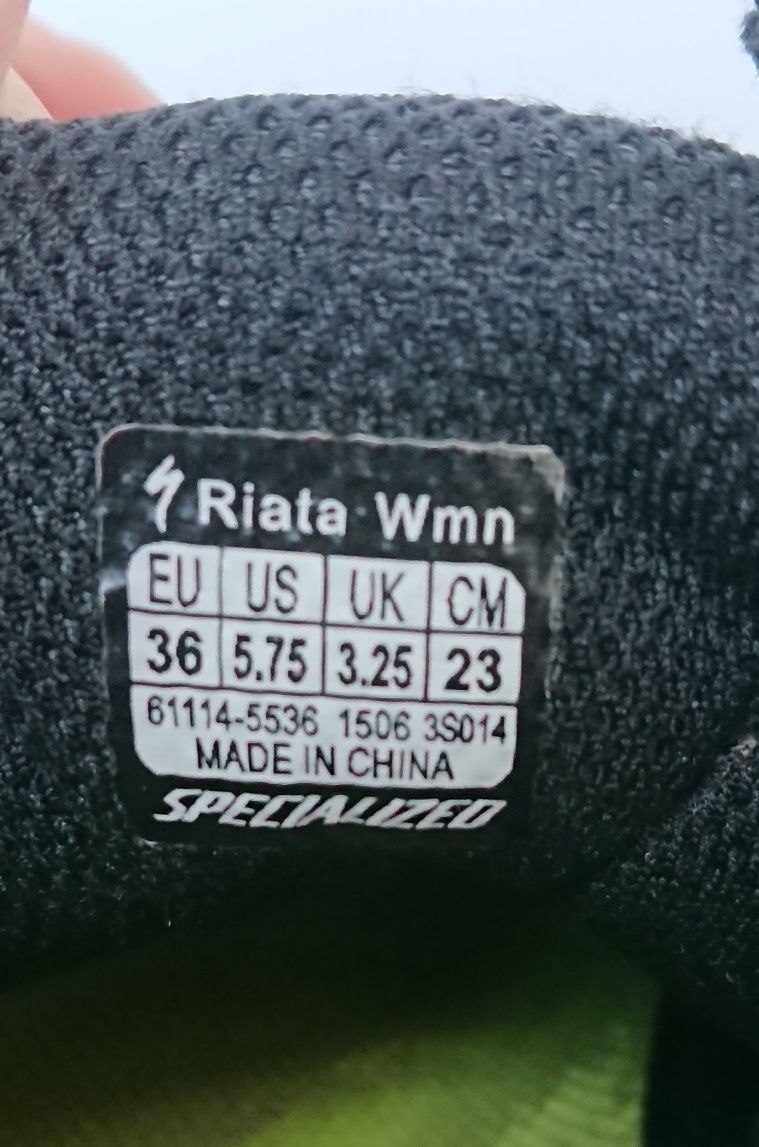 Riata Wmn
EU US UK CM
36 5.75 3.25 23
61114-5536 1506 3S014
MADE IN CHINA
SPECIALIZED